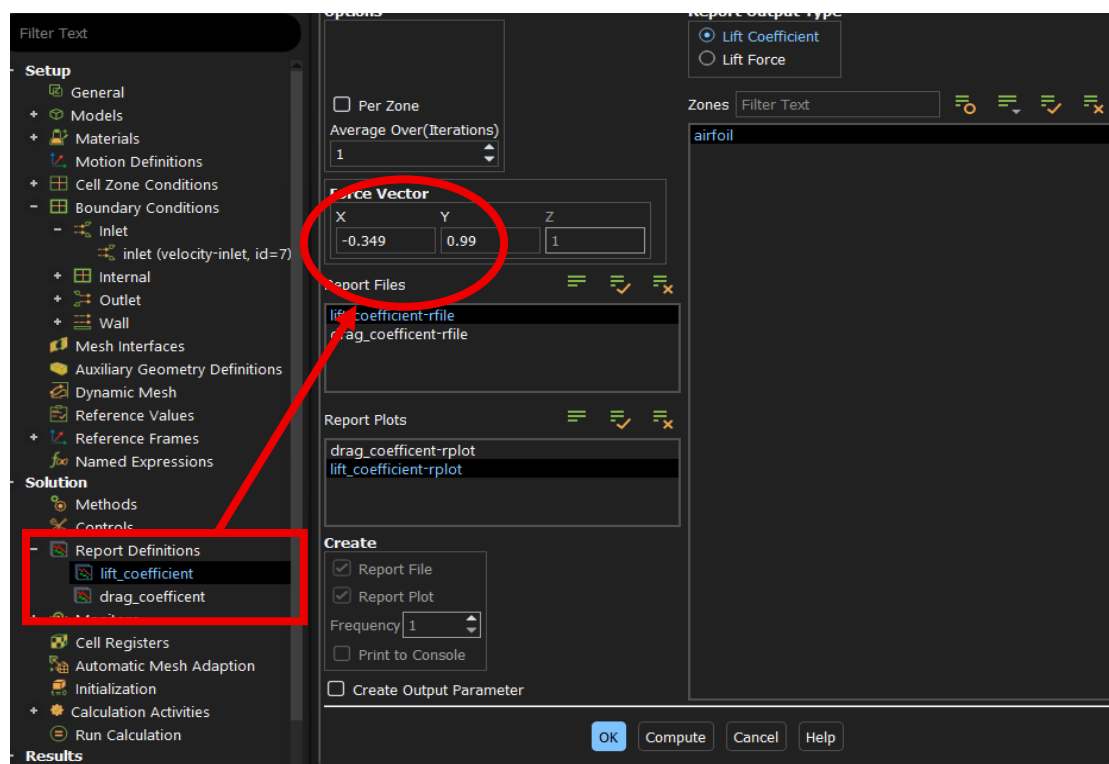 Filter Text
Setup
General
Models
Materials
Motion Definitions
Cell Zone Conditions
Boundary Conditions
Inlet
inlet (velocity-inlet, id=7)
Internal
Outlet
Wall
Mesh Interfaces
Auxiliary Geometry Definitions
Dynamic Mesh
Reference Values
Reference Frames
Named Expressions
Solution
Methods
Controls
Report Definitions
lift_coefficient
drag_coefficent
Cell Registers
Automatic Mesh Adaption
Initialization
Calculation Activities
Run Calculation
Results
Options
Per Zone
Average Over(Iterations)
1
Force Vector
X Y Z
-0.349 0.99 1
Report Files
lift_coefficient-rfile
drag_coefficent-rfile
Report Plots
drag_coefficent-rplot
lift_coefficient-rplot
Create
Report File
Report Plot
Frequency 1
Print to Console
Create Output Parameter
Report Output Type
Lift Coefficient
Lift Force
Zones Filter Text
airfoil
OK Compute Cancel Help